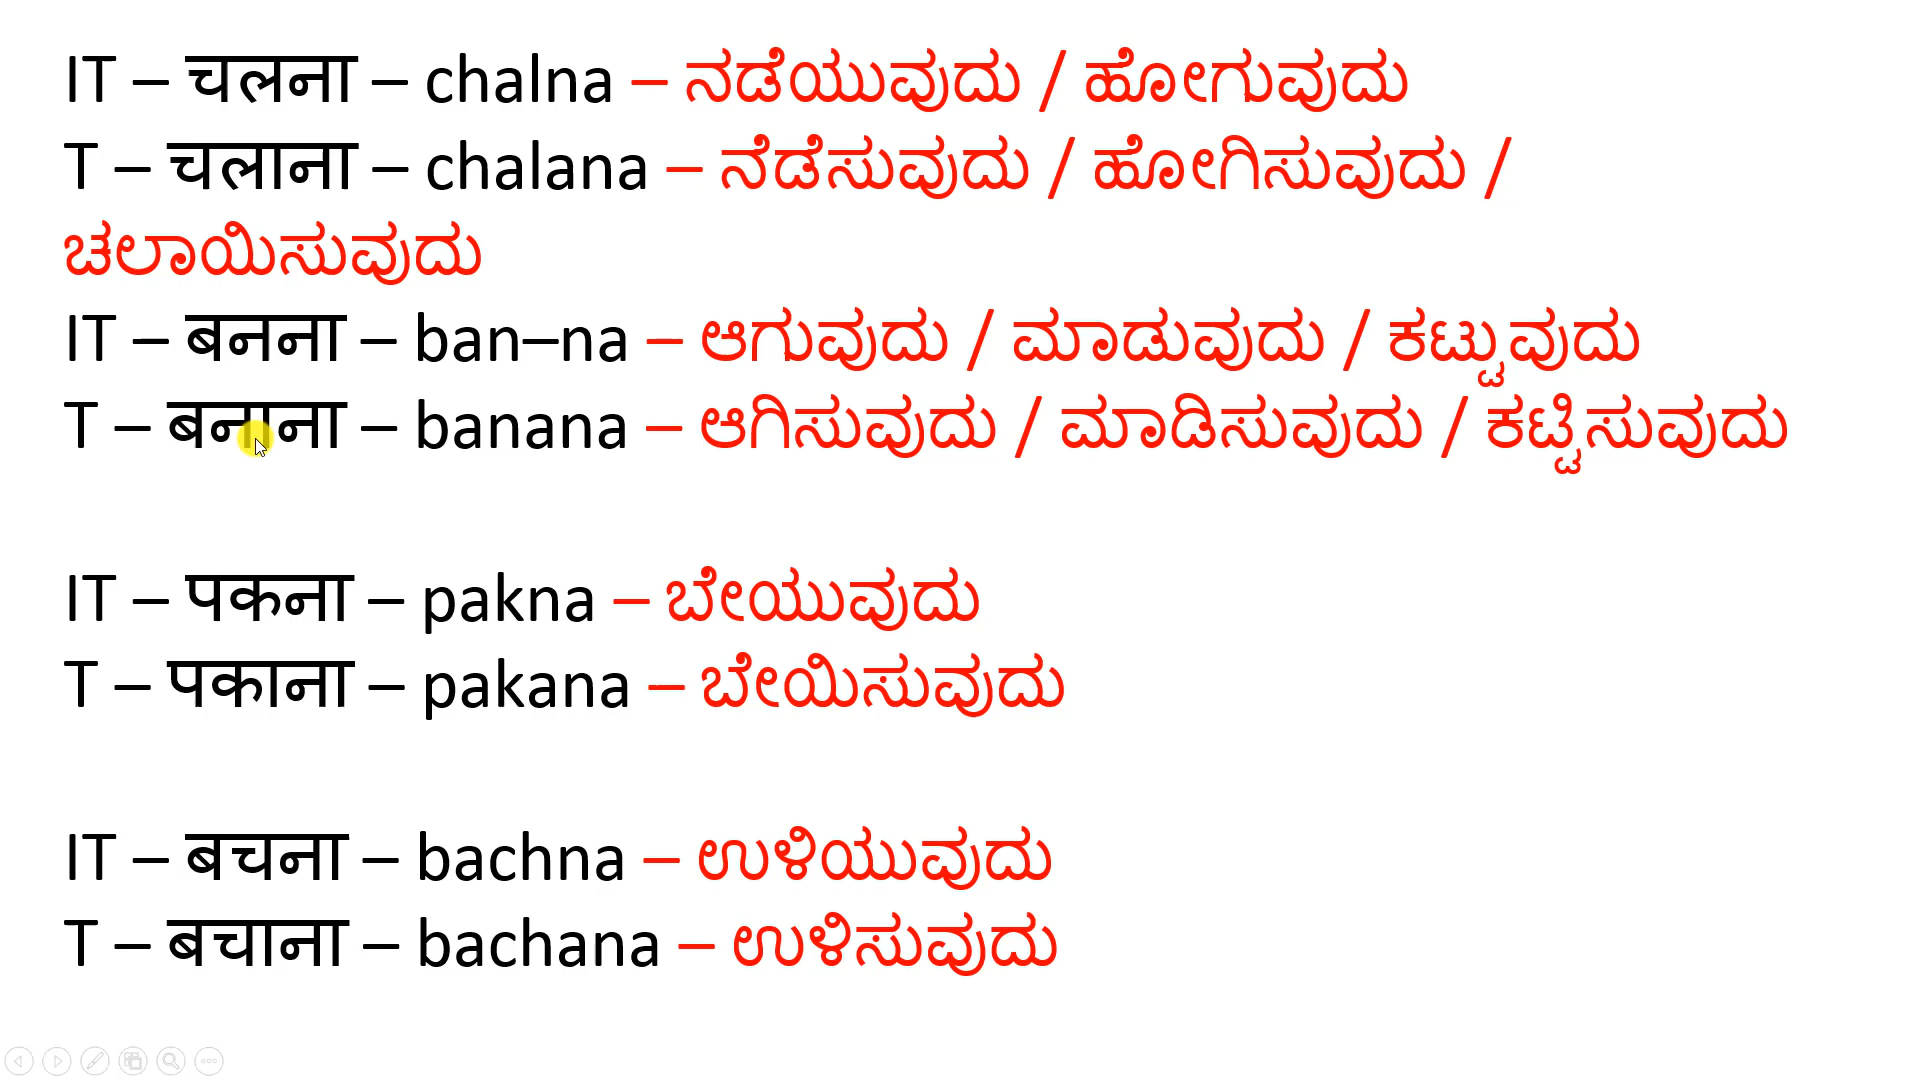 IT – चलना – chalna – ನಡೆಯುವುದು / ಹೋಗುವುದು
T – चलाना – chalana – ನೆಡೆಸುವುದು / ಹೋಗಿಸುವುದು /
ಚಲಾಯಿಸುವುದು
IT – बनना – ban–na – ಆಗುವುದು / ಮಾಡುವುದು / ಕಟ್ಟುವುದು
T – बनाना – banana – ಆಗಿಸುವುದು / ಮಾಡಿಸುವುದು / ಕಟ್ಟಿಸುವುದು
IT – पकना – pakna – ಬೇಯುವುದು
T – पकाना – pakana – ಬೇಯಿಸುವುದು
IT – बचना – bachna – ಉಳಿಯುವುದು
T – बचाना – bachana – ಉಳಿಸುವುದು